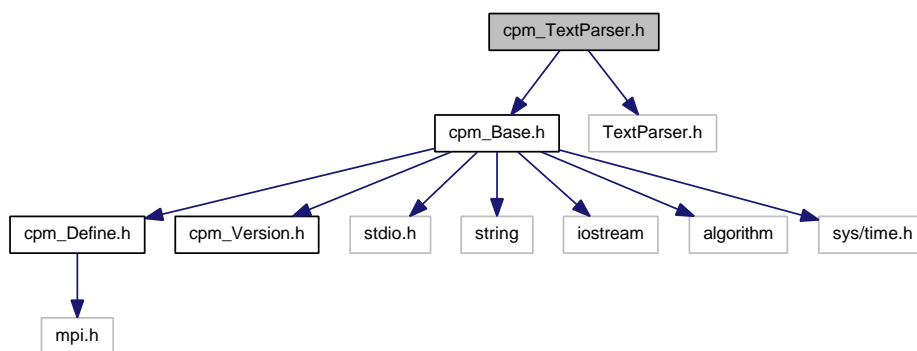 cpm_TextParser.h
cpm_Base.h
TextParser.h
cpm_Define.h
cpm_Version.h
stdio.h
string
iostream
algorithm
sys/time.h
mpi.h